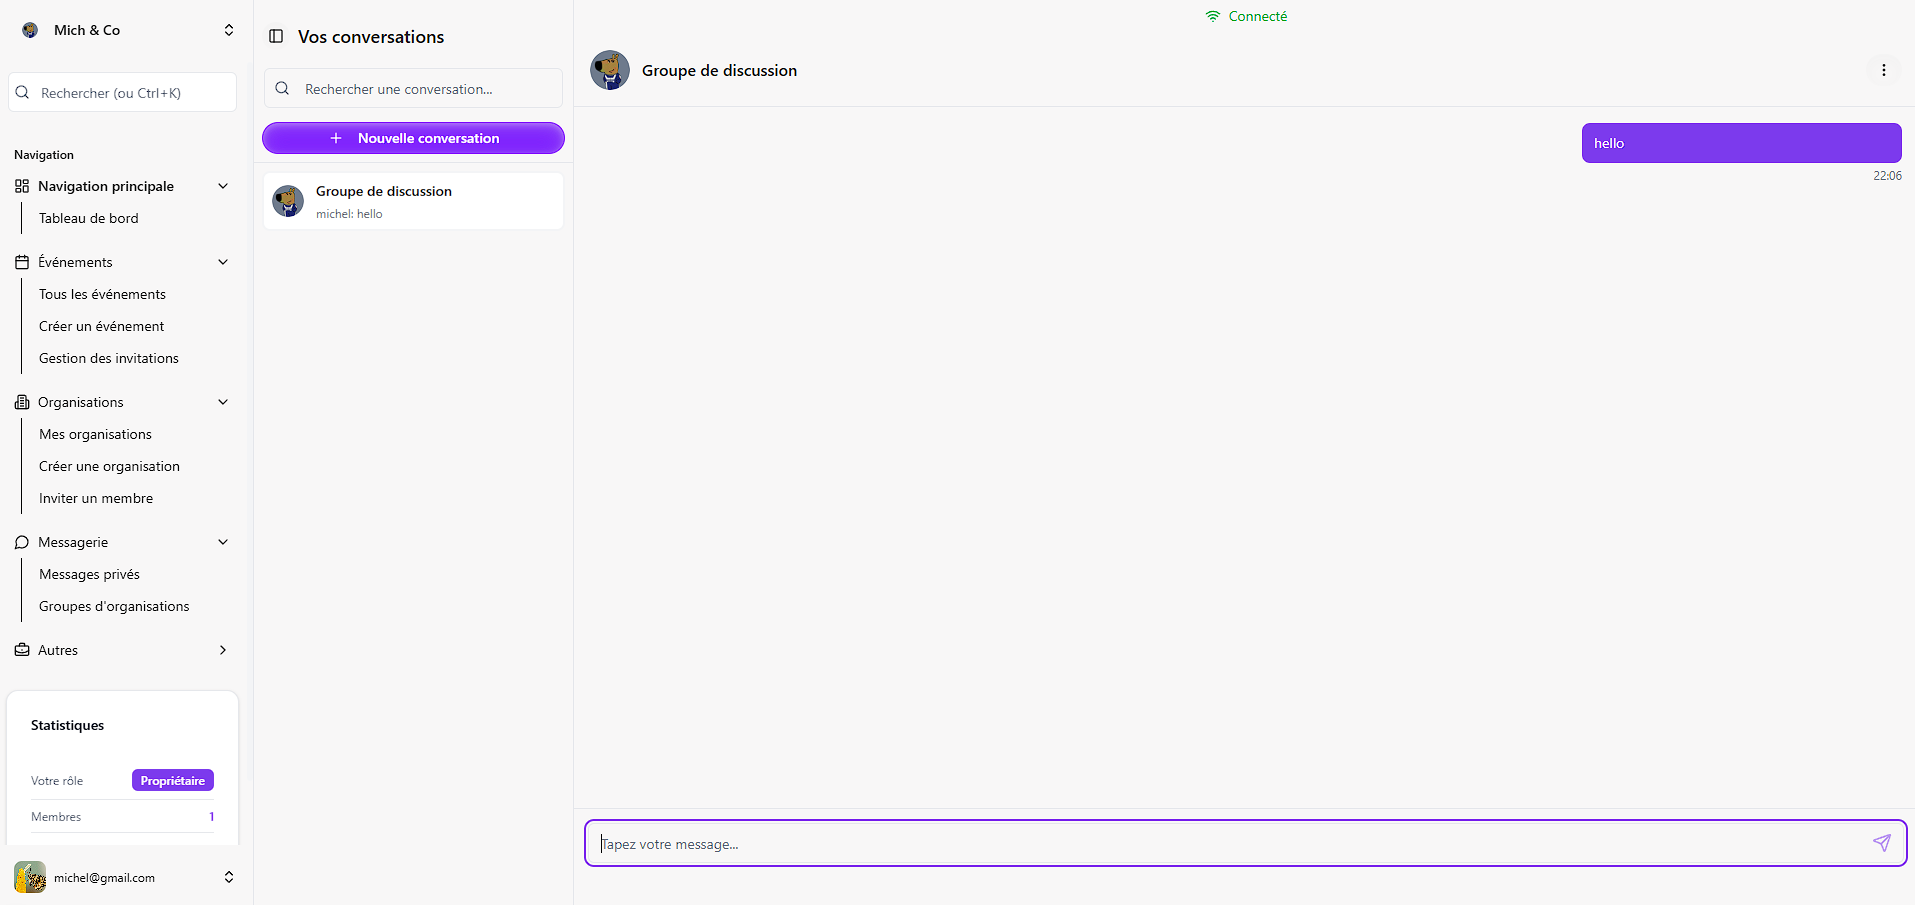 Mich & Co
Rechercher (ou Ctrl+K)
Navigation
Navigation principale
Tableau de bord
Événements
Tous les événements
Créer un événement
Gestion des invitations
Organisations
Mes organisations
Créer une organisation
Inviter un membre
Messagerie
Messages privés
Groupes d'organisations
Autres
Statistiques
Votre rôle Propriétaire
Membres 1
michel@gmail.com
Vos conversations
Rechercher une conversation...
Nouvelle conversation
Groupe de discussion
michel: hello
Connecté
Groupe de discussion
hello
22:06
Tapez votre message...